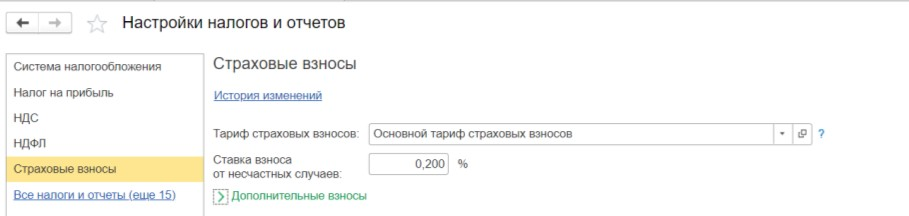 Настройки налогов и отчетов
Система налогообложения
Налог на прибыль
НДС
НДФЛ
Страховые взносы
Все налоги и отчеты (еще 15)
Страховые взносы
История изменений
Тариф страховых взносов: Основной тариф страховых взносов ?
Ставка взноса
от несчастных случаев: 0,200 %
Дополнительные взносы